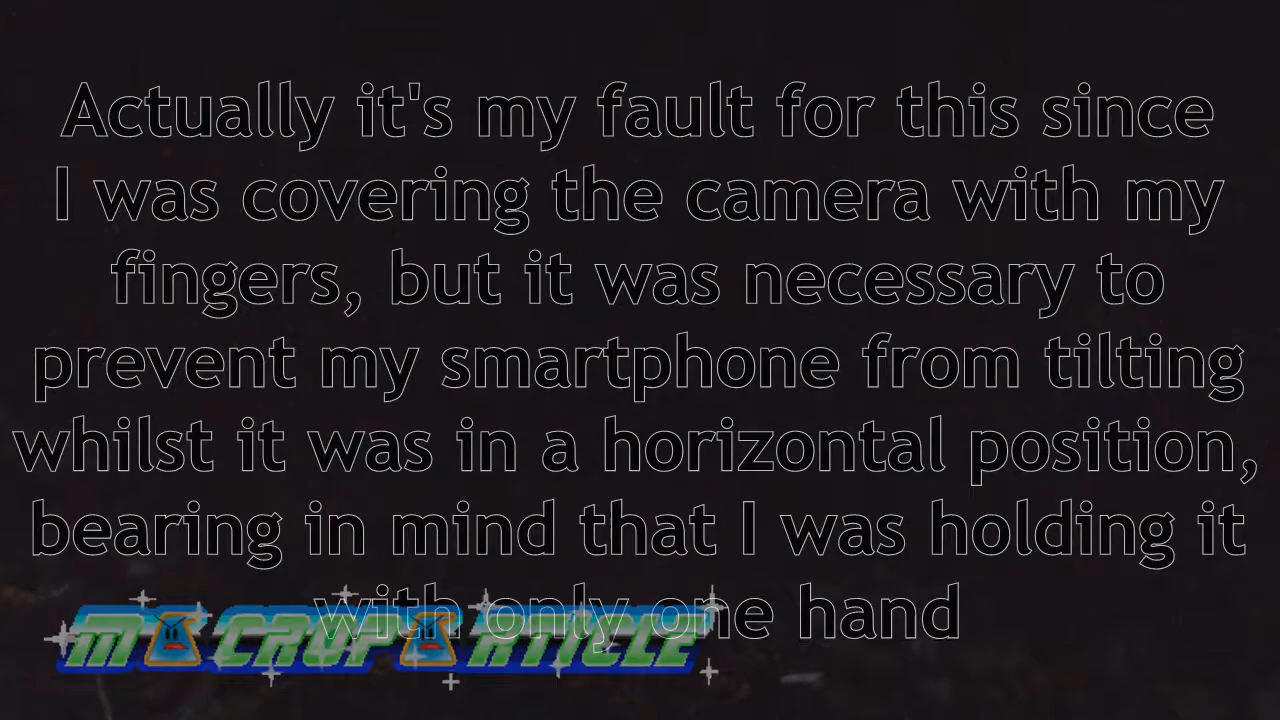 Actually it's my fault for this since
I was covering the camera with my
fingers, but it was necessary to
prevent my smartphone from tilting
whilst it was in a horizontal position,
bearing in mind that I was holding it
with only one hand